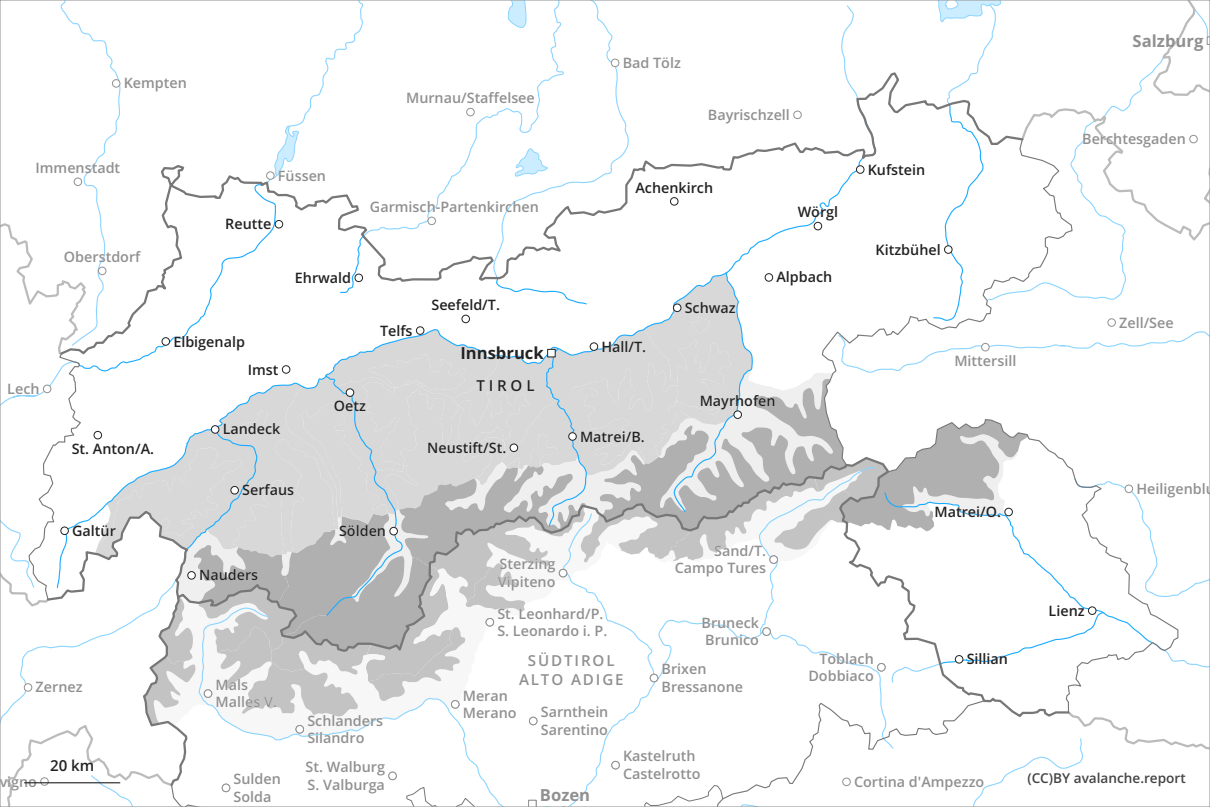 Salzburg
Bad Tölz
Kempten
Murnau/Staffelsee
Bayrischzell
Berchtesgaden
Immenstadt
Füssen
Kufstein
Achenkirch
Garmisch-Partenkirchen
Wörgl
Reutte
Kitzbühel
Oberstdorf
Ehrwald
Alpbach
Seefeld/T.
Schwaz
Zell/See
Telfs
Elbigenalp
Innsbruck
Hall/T.
Mittersill
Imst
TIROL
Lech
Mayrhofen
Oetz
Landeck
Matrei/B.
St. Anton/A.
Neustift/St.
Serfaus
Heiligenblu
Matrei/O.
Galtür
Sölden
Sand/T.
Campo Tures
Sterzing
Vipiteno
Nauders
Lienz
St. Leonhard/P.
S. Leonardo i. P.
Bruneck
Brunico
SÜDTIROL
ALTO ADIGE
Toblach
Dobbiaco
Sillian
Brixen
Bressanone
Zernez
Mals
Malles V.
Meran
Merano
Sarnthein
Sarentino
Schlanders
Silandro
Kastelruth
Castelrotto
20 km
St. Walburg
S. Valburga
vigno
Sulden
Solda
Cortina d'Ampezzo
(CC)BY avalanche.report
Bozen